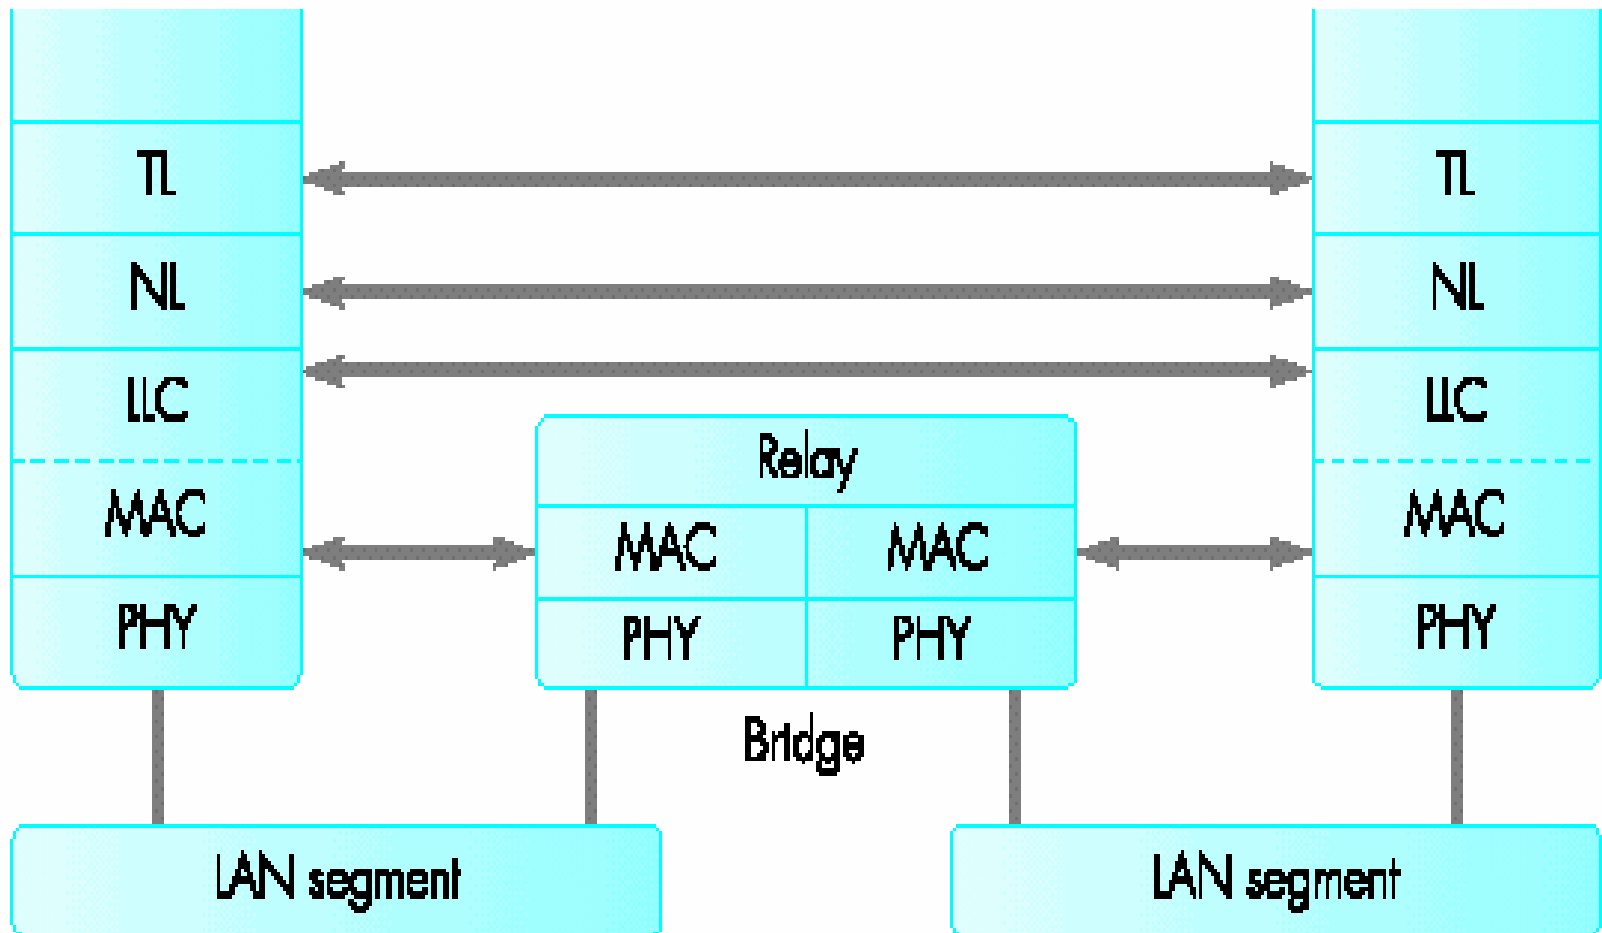 TL
NL
LLC
MAC
PHY
TL
NL
LLC
MAC
PHY
Relay
MAC MAC
PHY PHY
Bridge
LAN segment
LAN segment